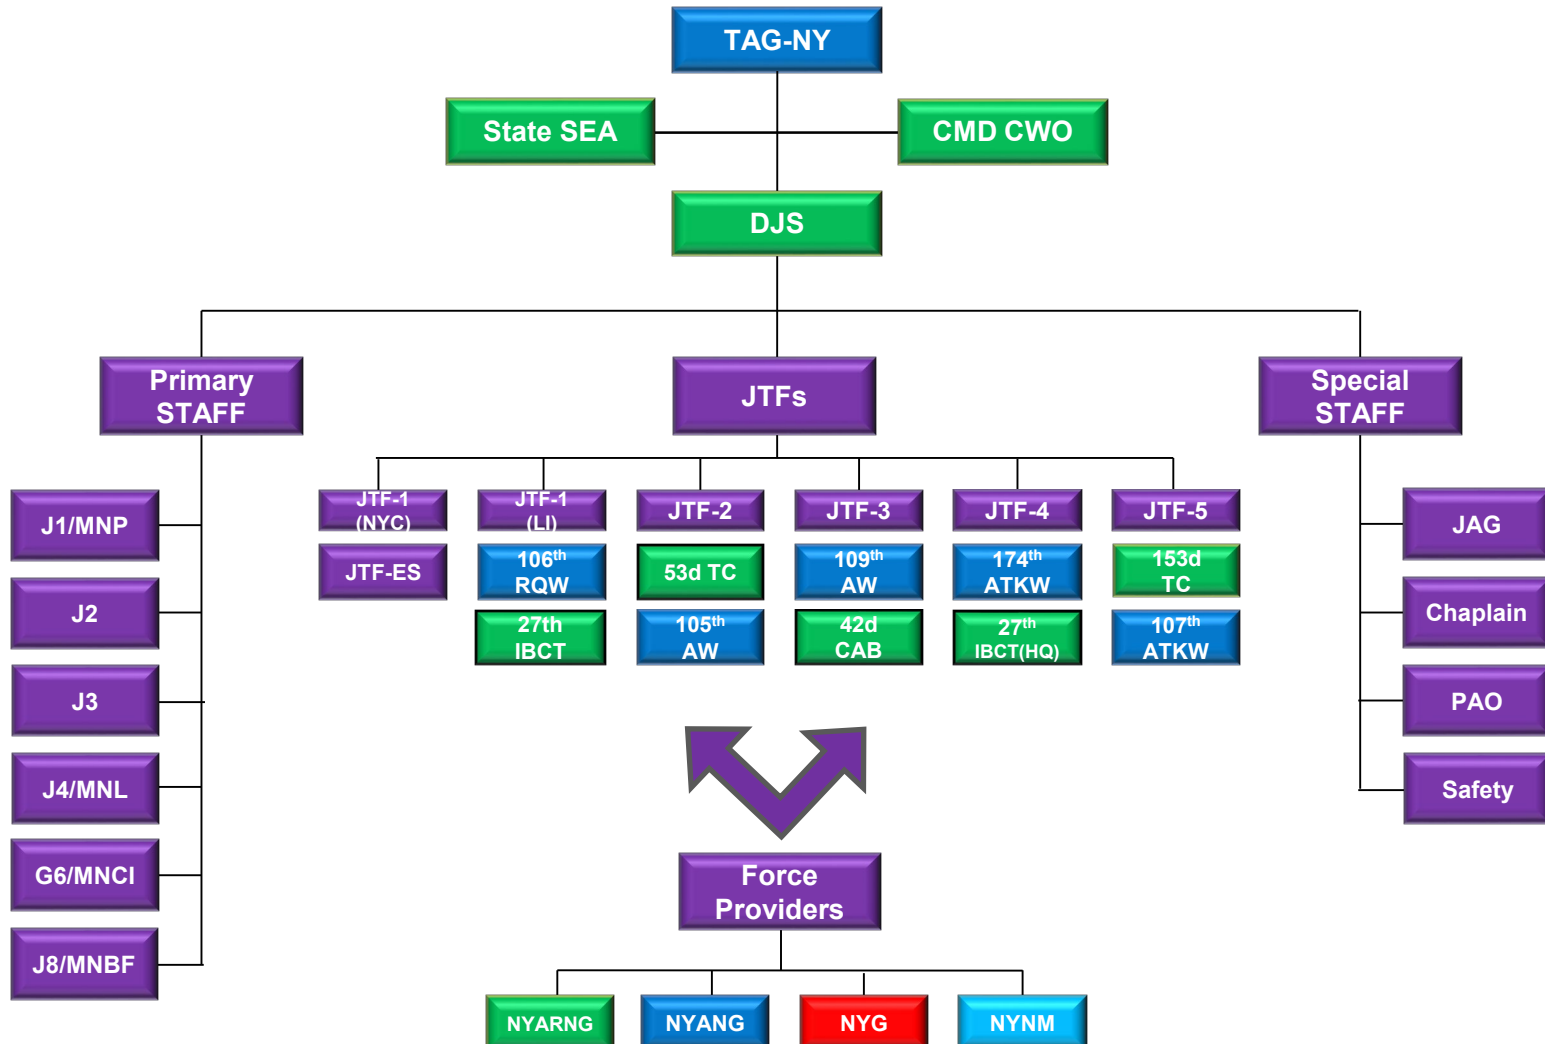 TAG-NY
State SEA
CMD CWO
DJS
Primary
STAFF
JTFs
Special
STAFF
J1/MNP
J2
J3
J4/MNL
G6/MNCI
J8/MNBF
JTF-1
(NYC)
JTF-1
(LI)
JTF-2
JTF-3
JTF-4
JTF-5
JTF-ES
106th
RQW
53d TC
109th
AW
174th
ATKW
153d
TC
27th
IBCT
105th
AW
42d
CAB
27th
IBCT(HQ)
107th
ATKW
JAG
Chaplain
PAO
Safety
Force
Providers
NYARNG
NYANG
NYG
NYNM